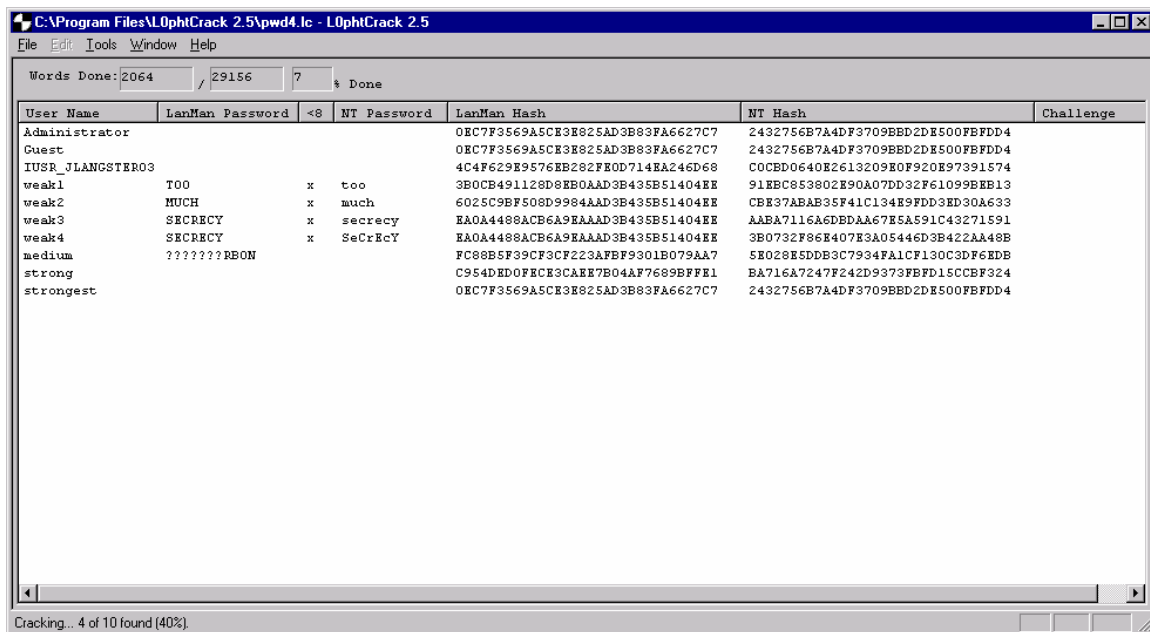 C:\Program Files\L0phtCrack 2.5\pwd4.lc - L0phtCrack 2.5
File Edit Tools Window Help
Words Done: 2064 / 29156 7 % Done
User Name LanMan Password <8 NT Password LanMan Hash NT Hash Challenge
Administrator 0EC7F3569A5CE3E825AD3B83FA6627C7 2432756B7A4DF3709BBD2DE500FBFDD4
Guest 0EC7F3569A5CE3E825AD3B83FA6627C7 2432756B7A4DF3709BBD2DE500FBFDD4
IUSR_JLANGSTER03 4C4F629E9576EB282FE0D714EA246D68 C0CBD0640E2613209E0F920E97391574
weak1 TOO x too 3B0CB491128D8EB0AAD3B435B51404EE 91EBC853802E90A07DD32F61099BEB13
weak2 MUCH x much 6025C9BF508D9984AAD3B435B51404EE CBE37ABAB35F41C134E9FDD3ED30A633
weak3 SECRECY x secrecy EA0A4488ACB6A9EAAAD3B435B51404EE AABA7116A6DBDAA67E5A591C43271591
weak4 SECRECY x SeCrEcY EA0A4488ACB6A9EAAAD3B435B51404EE 3B0732F86E407E3A05446D3B422AA48B
medium ???????RBON FC88B5F39CF3CF223AFBF9301B079AA7 5E028E5DDB3C7934FA1CF130C3DF6EDB
strong C954DED0FECE3CAEE7B04AF7689BFFE1 BA716A7247F242D9373FBFD15CCBF324
strongest 0EC7F3569A5CE3E825AD3B83FA6627C7 2432756B7A4DF3709BBD2DE500FBFDD4
Cracking... 4 of 10 found (40%).